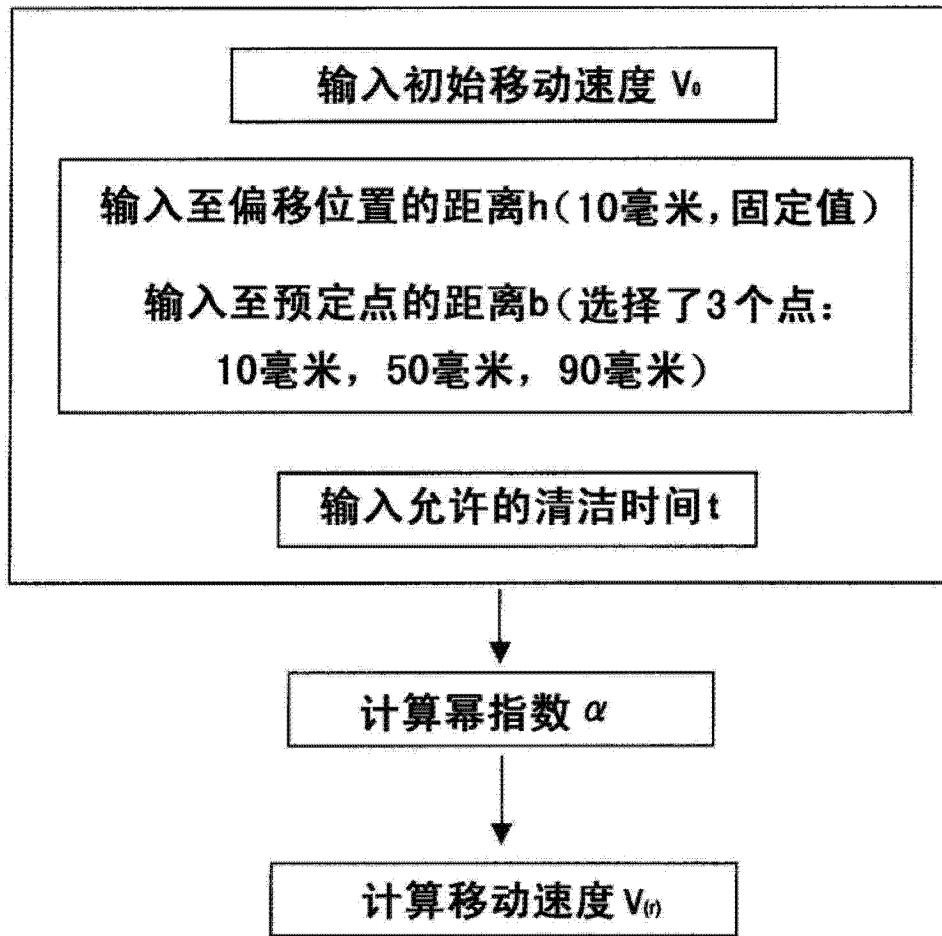 输入初始移动速度 V₀
输入至偏移位置的距离h(10毫米,固定值)
输入至预定点的距离b(选择了3个点:
10毫米, 50毫米, 90毫米)
输入允许的清洁时间t
计算幂指数 α
计算移动速度 V₍r₎